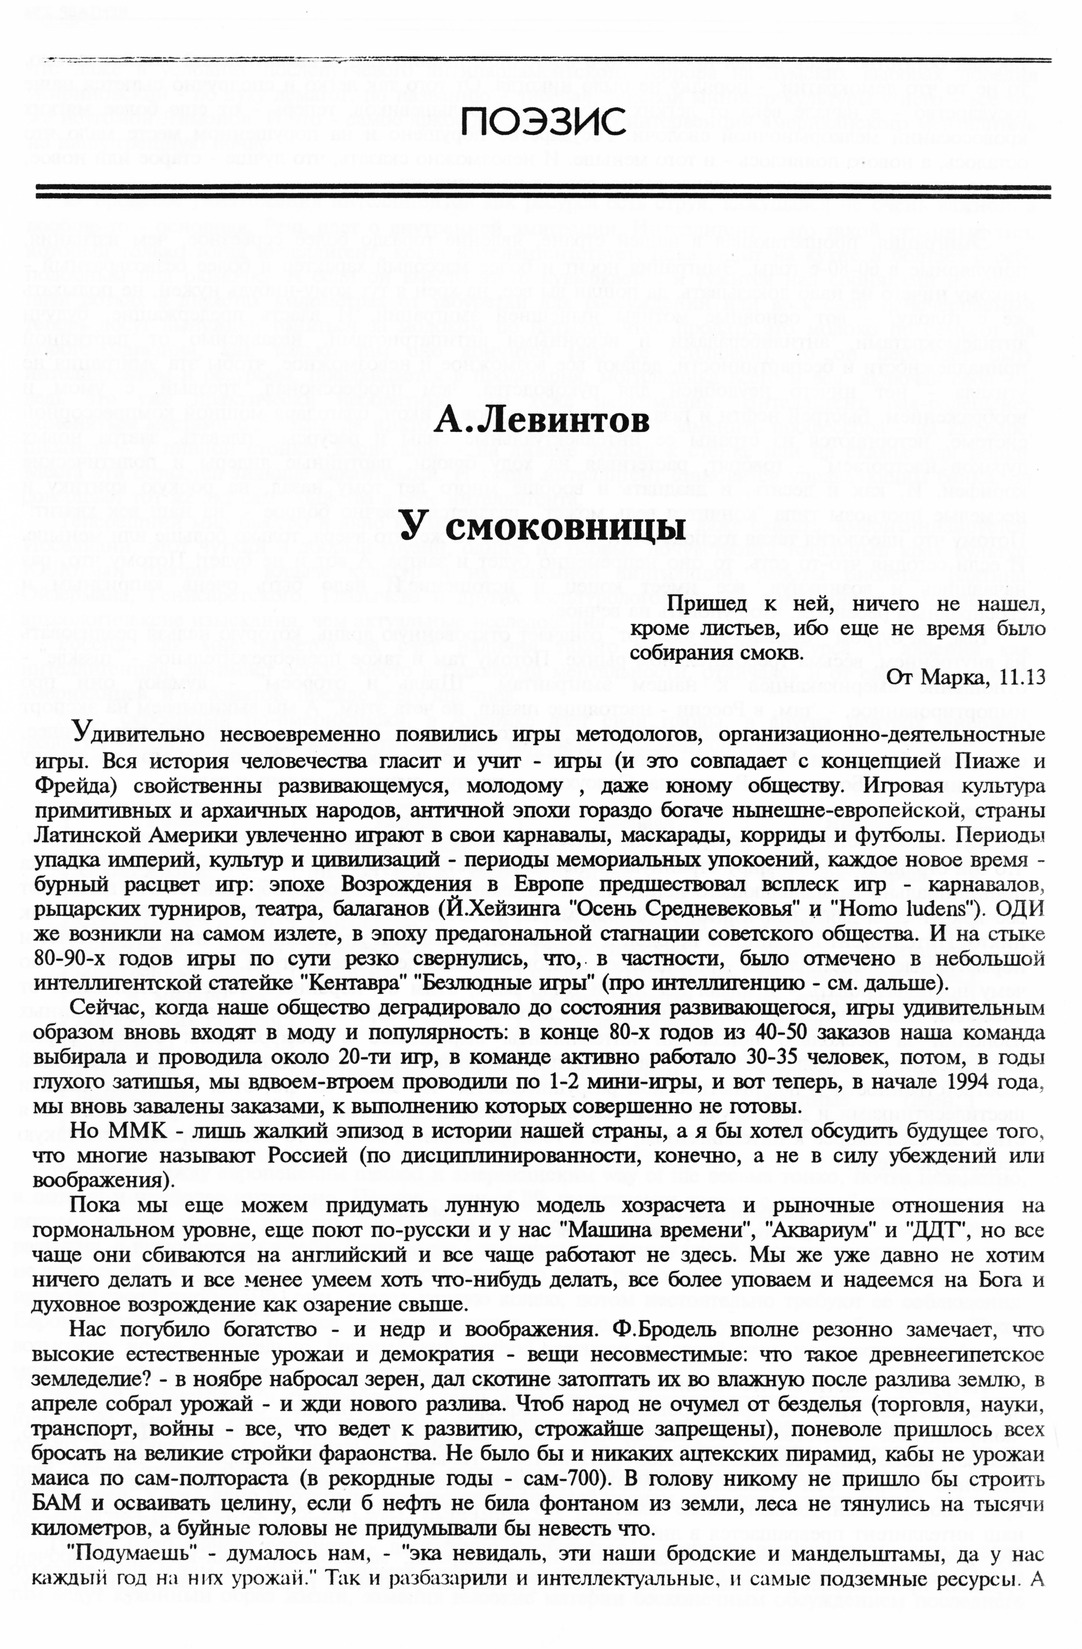 ПОЭЗИС
А.Левинтов
У смоковницы
Пришед к ней, ничего не нашел,
кроме листьев, ибо еще не время было
собирания смокв.
От Марка, 11.13
Удивительно несвоевременно появились игры методологов, организационно-деятельностные
игры. Вся история человечества гласит и учит - игры (и это совпадает с концепцией Пиаже и
Фрейда) свойственны развивающемуся, молодому , даже юному обществу. Игровая культура
примитивных и архаичных народов, античной эпохи гораздо богаче нынешне-европейской, страны
Латинской Америки увлеченно играют в свои карнавалы, маскарады, корриды и футболы. Периоды
упадка империй, культур и цивилизаций - периоды мемориальных упокоений, каждое новое время -
бурный расцвет игр: эпохе Возрождения в Европе предшествовал всплеск игр - карнавалов,
рыцарских турниров, театра, балаганов (Й.Хейзинга "Осень Средневековья" и "Homo ludens"). ОДИ
же возникли на самом излете, в эпоху предагональной стагнации советского общества. И на стыке
80-90-х годов игры по сути резко свернулись, что, в частности, было отмечено в небольшой
интеллигентской статейке "Кентавра" "Безлюдные игры" (про интеллигенцию - см. дальше).
Сейчас, когда наше общество деградировало до состояния развивающегося, игры удивительным
образом вновь входят в моду и популярность: в конце 80-х годов из 40-50 заказов наша команда
выбирала и проводила около 20-ти игр, в команде активно работало 30-35 человек, потом, в годы
глухого затишья, мы вдвоем-втроем проводили по 1-2 мини-игры, и вот теперь, в начале 1994 года,
мы вновь завалены заказами, к выполнению которых совершенно не готовы.
Но ММК - лишь жалкий эпизод в истории нашей страны, а я бы хотел обсудить будущее того,
что многие называют Россией (по дисциплинированности, конечно, а не в силу убеждений или
воображения).
Пока мы еще можем придумать лунную модель хозрасчета и рыночные отношения на
гормональном уровне, еще поют по-русски и у нас "Машина времени", "Аквариум" и "ДДТ", но все
чаще они сбиваются на английский и все чаще работают не здесь. Мы же уже давно не хотим
ничего делать и все менее умеем хоть что-нибудь делать, все более уповаем и надеемся на Бога и
духовное возрождение как озарение свыше.
Нас погубило богатство - и недр и воображения. Ф.Бродель вполне резонно замечает, что
высокие естественные урожаи и демократия - вещи несовместимые: что такое древнеегипетское
земледелие? - в ноябре набросал зерен, дал скотине затоптать их во влажную после разлива землю, в
апреле собрал урожай - и жди нового разлива. Чтоб народ не очумел от безделья (торговля, науки,
транспорт, войны - все, что ведет к развитию, строжайше запрещены), поневоле пришлось всех
бросать на великие стройки фараонства. Не было бы и никаких ацтекских пирамид, кабы не урожаи
маиса по сам-полтораста (в рекордные годы - сам-700). В голову никому не пришло бы строить
БАМ и осваивать целину, если б нефть не била фонтаном из земли, леса не тянулись на тысячи
километров, а буйные головы не придумывали бы невесть что.
"Подумаешь" - думалось нам, - "эка невидаль, эти наши бродские и мандельштамы, да у нас
каждый год на них урожай." Так и разбазарили и интеллектуальные, и самые подземные ресурсы. А